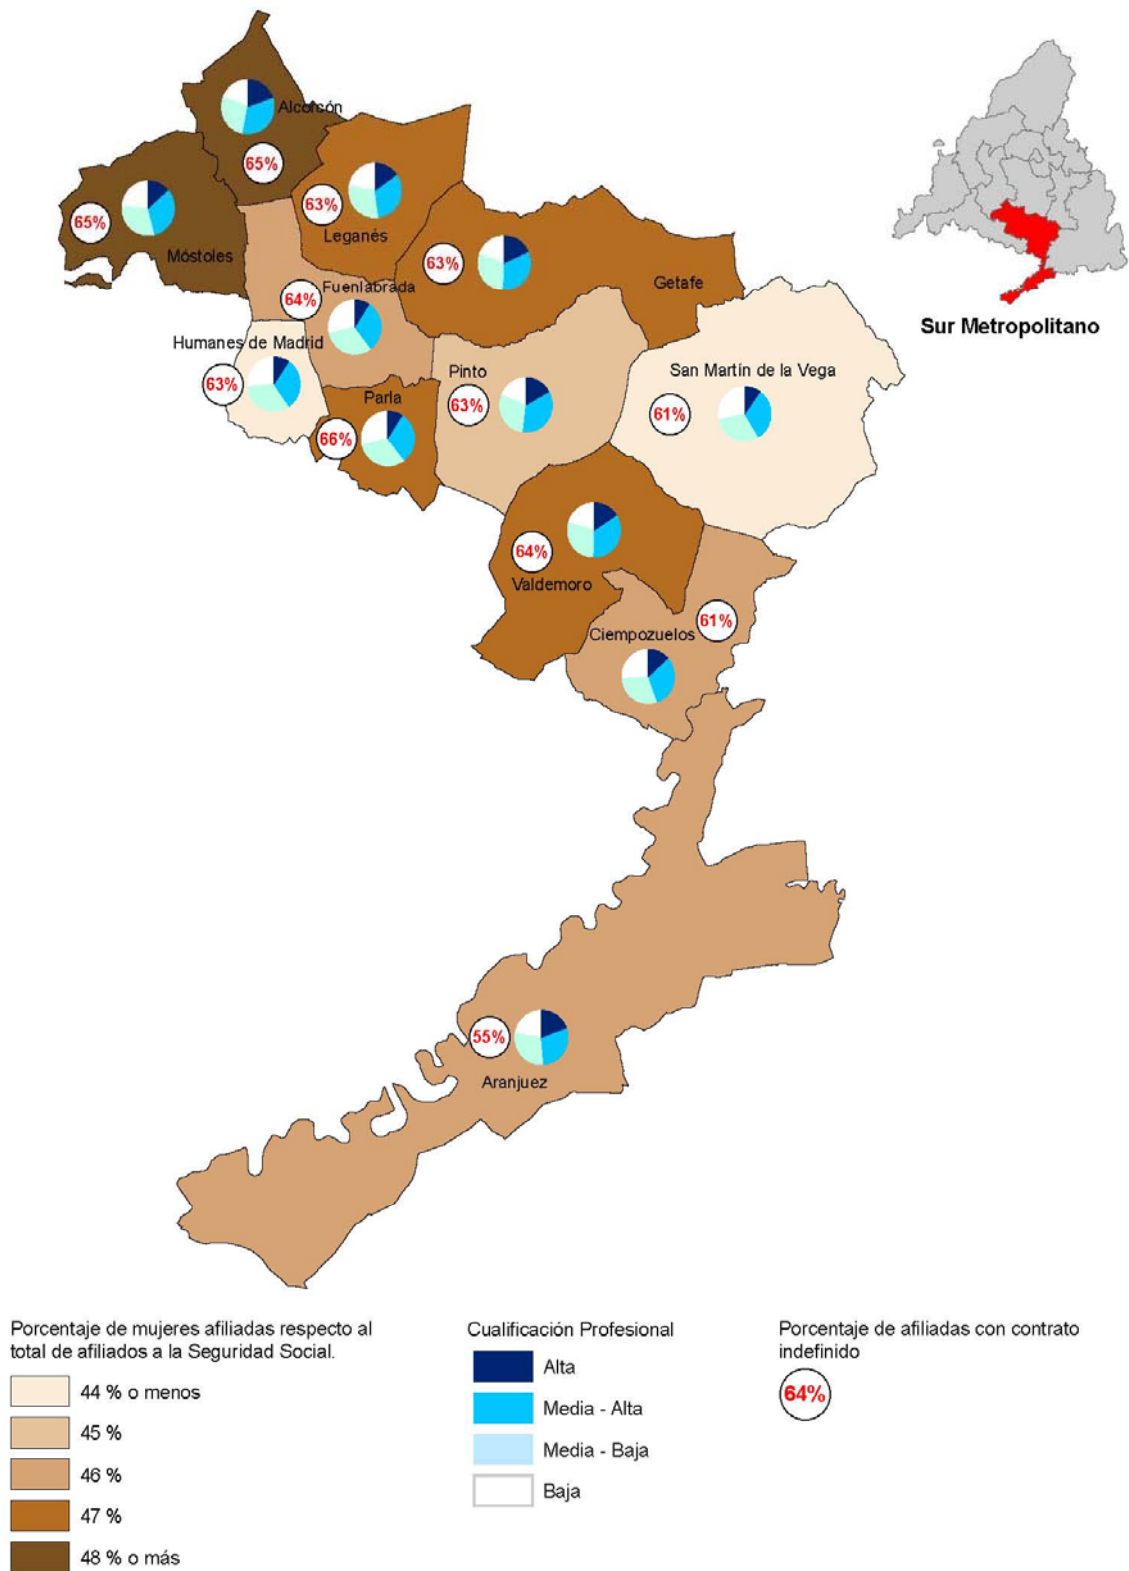 Alcorcón
65%
63%
Leganés
65%
Móstoles
63%
Getafe
64%
Fuenlabrada
Sur Metropolitano
Humanes de Madrid
63%
Pinto
63%
San Martín de la Vega
61%
Parla
66%
64%
Valdemoro
61%
Ciempozuelos
55%
Aranjuez
Porcentaje de mujeres afiliadas respecto al
total de afiliados a la Seguridad Social.
44 % o menos
45 %
46 %
47 %
48 % o más
Cualificación Profesional
Alta
Media - Alta
Media - Baja
Baja
Porcentaje de afiliadas con contrato
indefinido
64%